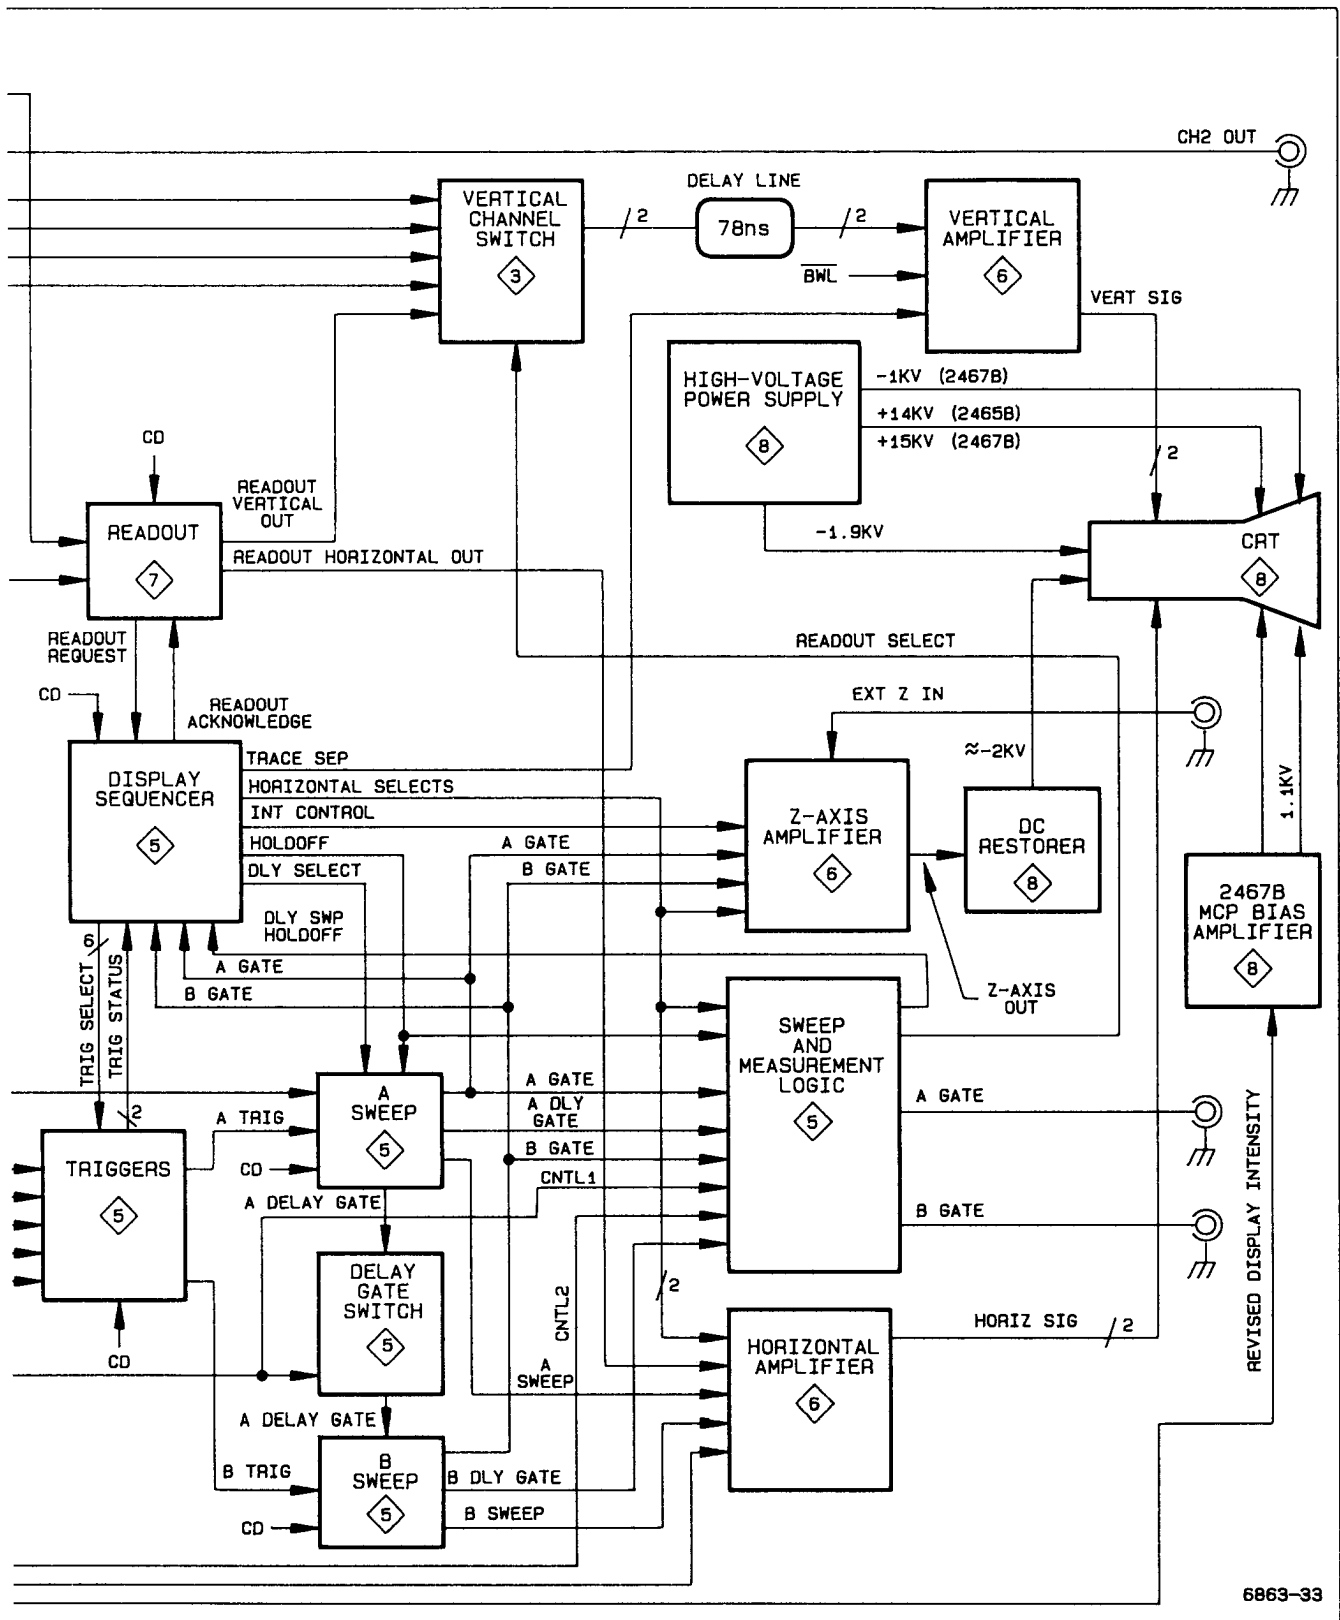 CH2 OUT
DELAY LINE
VERTICAL
CHANNEL
SWITCH
3
2
78ns
2
VERTICAL
AMPLIFIER
6
BWL
VERT SIG
HIGH-VOLTAGE
POWER SUPPLY
8
-1KV (2467B)
+14KV (2465B)
+15KV (2467B)
2
CD
READOUT
VERTICAL
OUT
READOUT
7
READOUT HORIZONTAL OUT
-1.9KV
CRT
8
READOUT
REQUEST
READOUT SELECT
CD
READOUT
ACKNOWLEDGE
EXT Z IN
≈-2KV
DISPLAY
SEQUENCER
5
TRACE SEP
HORIZONTAL SELECTS
INT CONTROL
HOLDOFF
DLY SELECT
A GATE
B GATE
Z-AXIS
AMPLIFIER
6
DC
RESTORER
8
1.1KV
2467B
MCP BIAS
AMPLIFIER
8
DLY SWP
HOLDOFF
6
A GATE
B GATE
TRIG SELECT
TRIG STATUS
Z-AXIS
OUT
SWEEP
AND
MEASUREMENT
LOGIC
5
A
SWEEP
5
A GATE
A DLY
GATE
B GATE
CNTL1
A GATE
2
A TRIG
CD
TRIGGERS
5
A DELAY GATE
B GATE
DELAY
GATE
SWITCH
5
CNTL2
2
REVISED DISPLAY INTENSITY
CD
HORIZONTAL
AMPLIFIER
6
HORIZ SIG
2
A
SWEEP
A DELAY GATE
B TRIG
B
SWEEP
5
B DLY GATE
B SWEEP
CD
6863-33